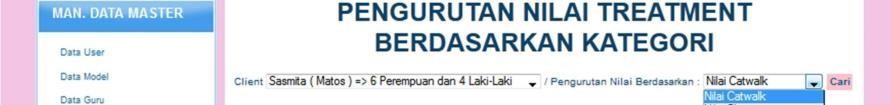 MAN. DATA MASTER
Data User
Data Model
Data Guru
PENGURUTAN NILAI TREATMENT
BERDASARKAN KATEGORI
Client Sasmita ( Matos ) => 6 Perempuan dan 4 Laki-Laki / Pengurutan Nilai Berdasarkan : Nilai Catwalk Cari
Nilai Catwalk